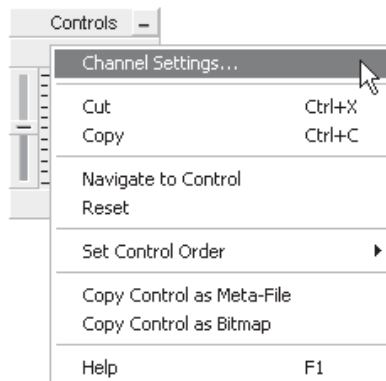 Controls
Channel Settings...
Cut Ctrl+X
Copy Ctrl+C
Navigate to Control
Reset
Set Control Order
Copy Control as Meta-File
Copy Control as Bitmap
Help F1